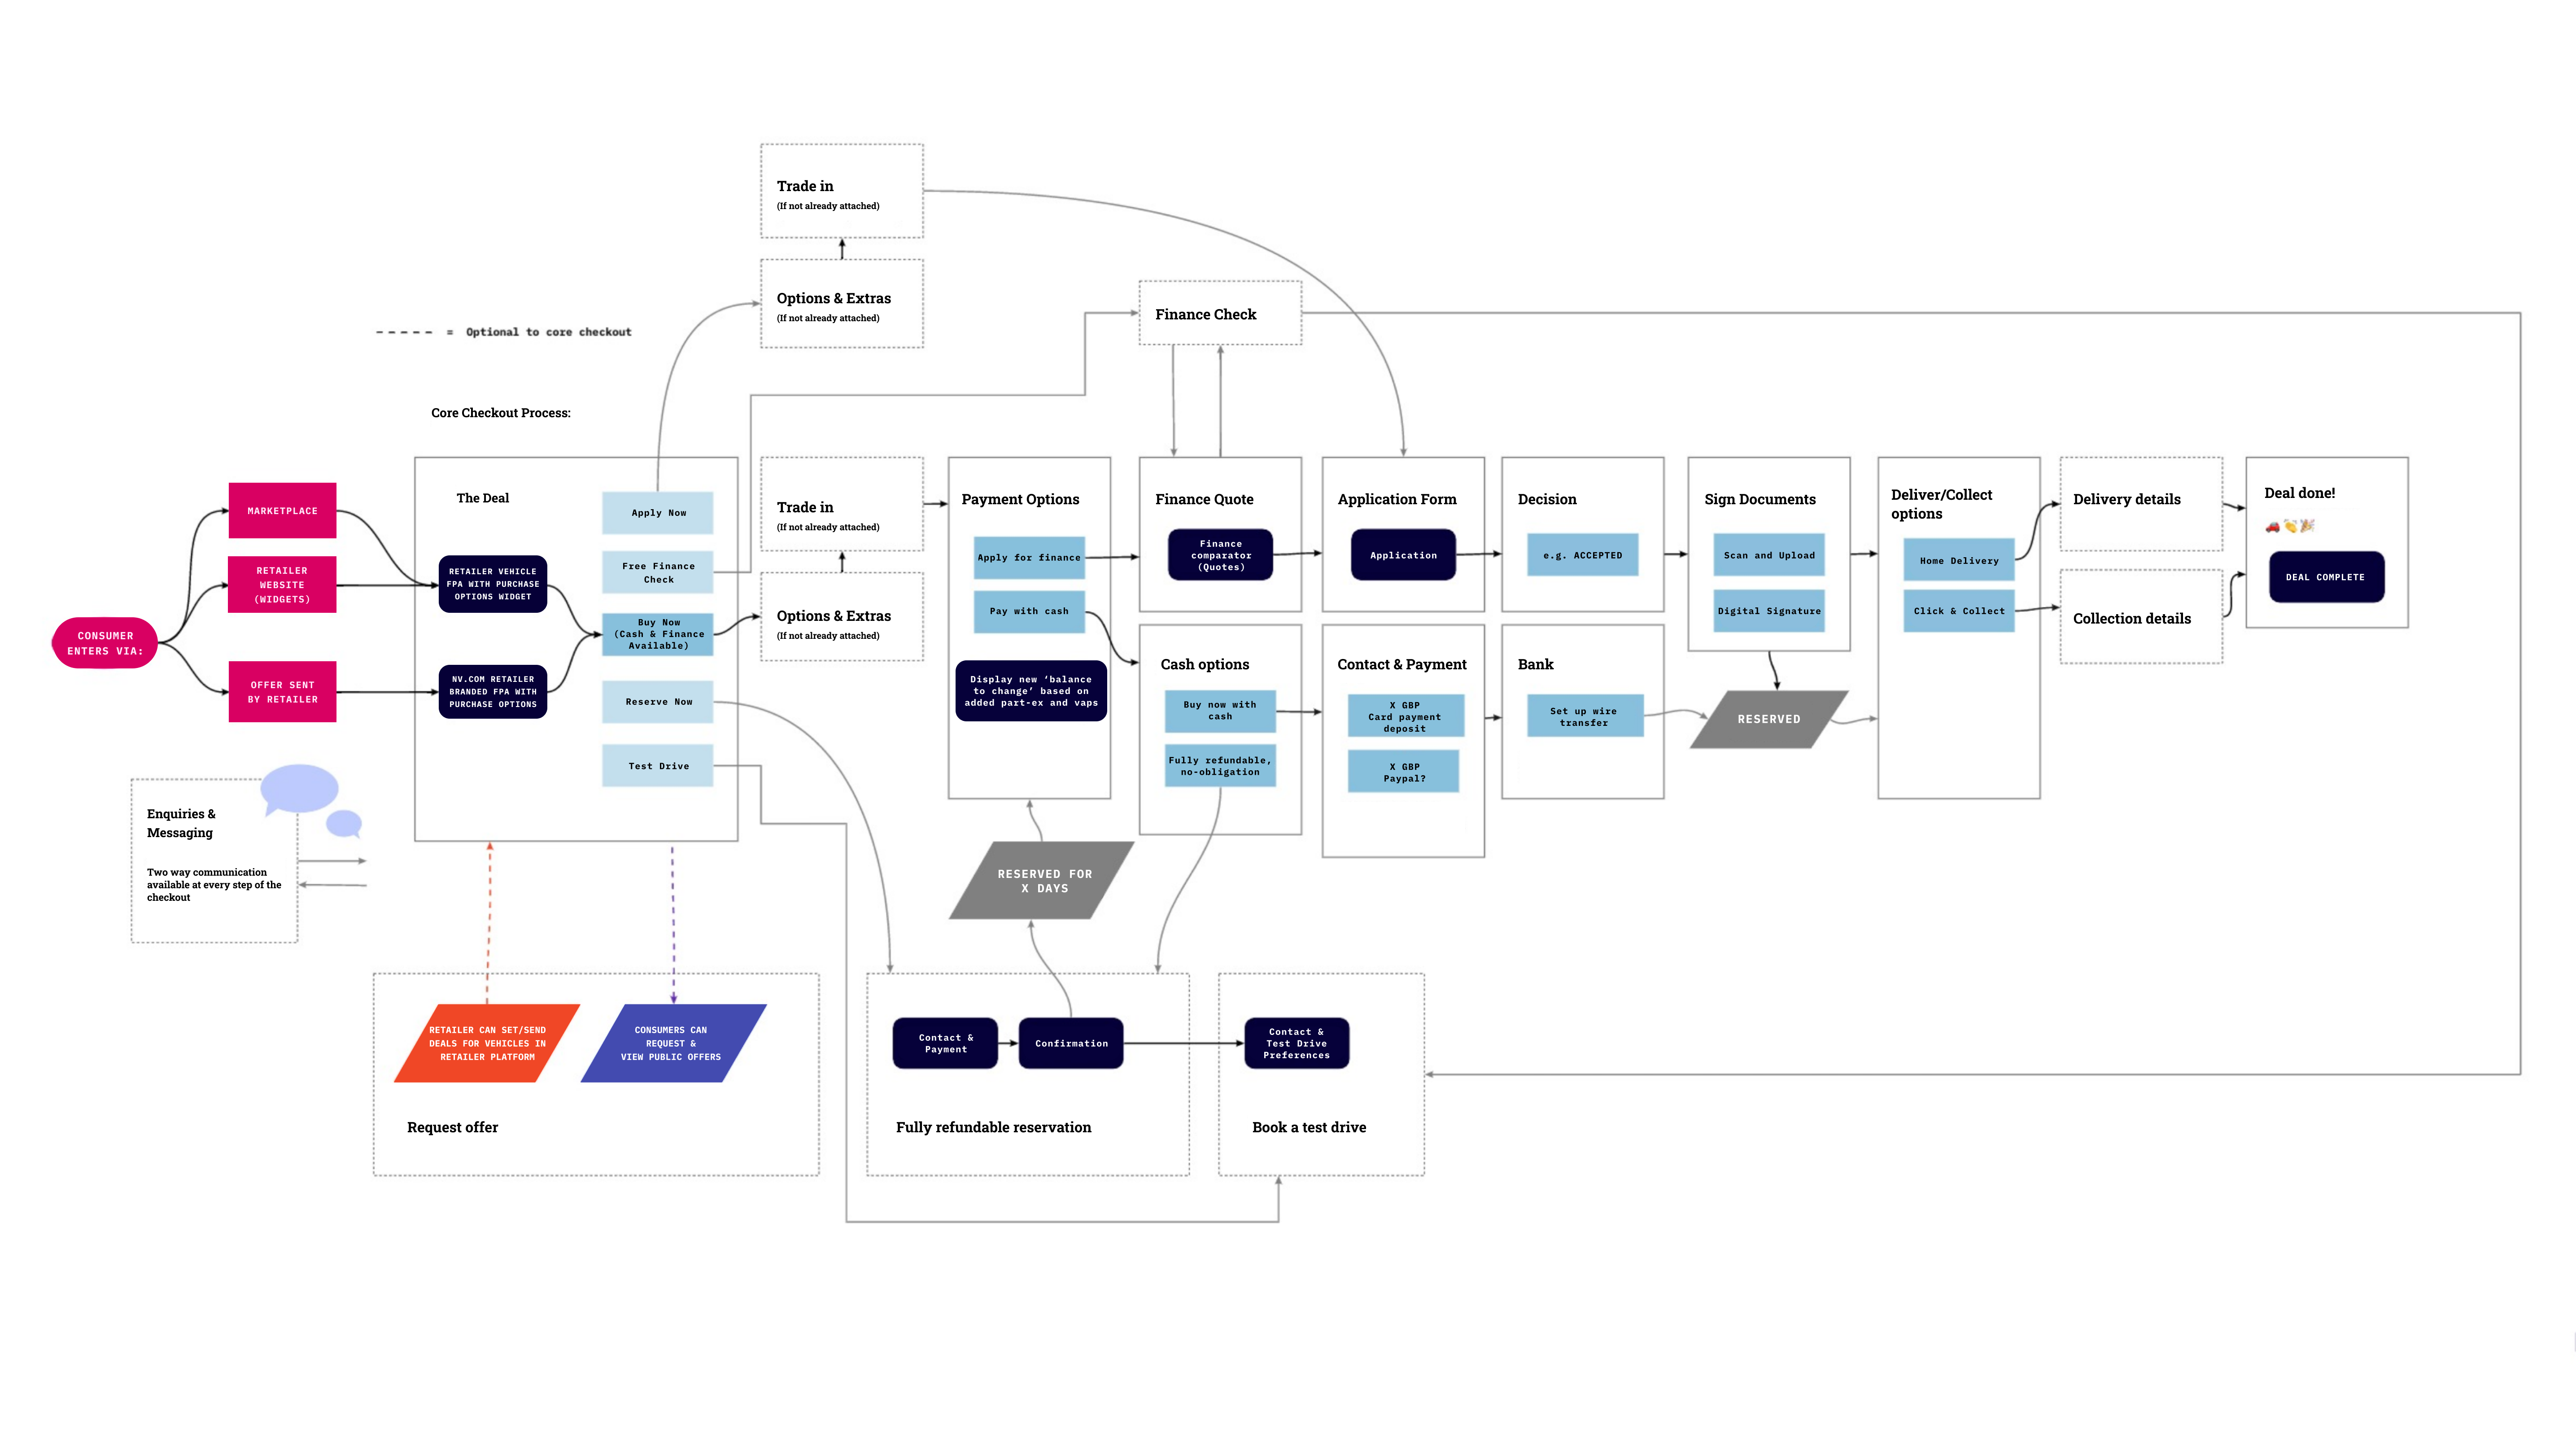 Trade in
(If not already attached)
Options & Extras
(If not already attached)
Finance Check
= Optional to core checkout
Core Checkout Process:
CONSUMER
ENTERS VIA:
MARKETPLACE
RETAILER
WEBSITE
(WIDGETS)
OFFER SENT
BY RETAILER
The Deal
RETAILER VEHICLE
FPA WITH PURCHASE
OPTIONS WIDGET
NV.COM RETAILER
BRANDED FPA WITH
PURCHASE OPTIONS
Apply Now
Free Finance
Check
Buy Now
(Cash & Finance
Available)
Reserve Now
Test Drive
Trade in
(If not already attached)
Options & Extras
(If not already attached)
Payment Options
Apply for finance
Pay with cash
Display new ‘balance
to change’ based on
added part-ex and vaps
Finance Quote
Finance
comparator
(Quotes)
Application Form
Application
Decision
e.g. ACCEPTED
Sign Documents
Scan and Upload
Digital Signature
Deliver/Collect
options
Home Delivery
Click & Collect
Delivery details
Collection details
Deal done!
DEAL COMPLETE
Cash options
Buy now with
cash
Fully refundable,
no-obligation
Contact & Payment
X GBP
Card payment
deposit
X GBP
Paypal?
Bank
Set up wire
transfer
RESERVED
Enquiries &
Messaging
Two way communication
available at every step of the
checkout
RESERVED FOR
X DAYS
RETAILER CAN SET/SEND
DEALS FOR VEHICLES IN
RETAILER PLATFORM
CONSUMERS CAN
REQUEST &
VIEW PUBLIC OFFERS
Request offer
Contact &
Payment
Confirmation
Fully refundable reservation
Contact &
Test Drive
Preferences
Book a test drive